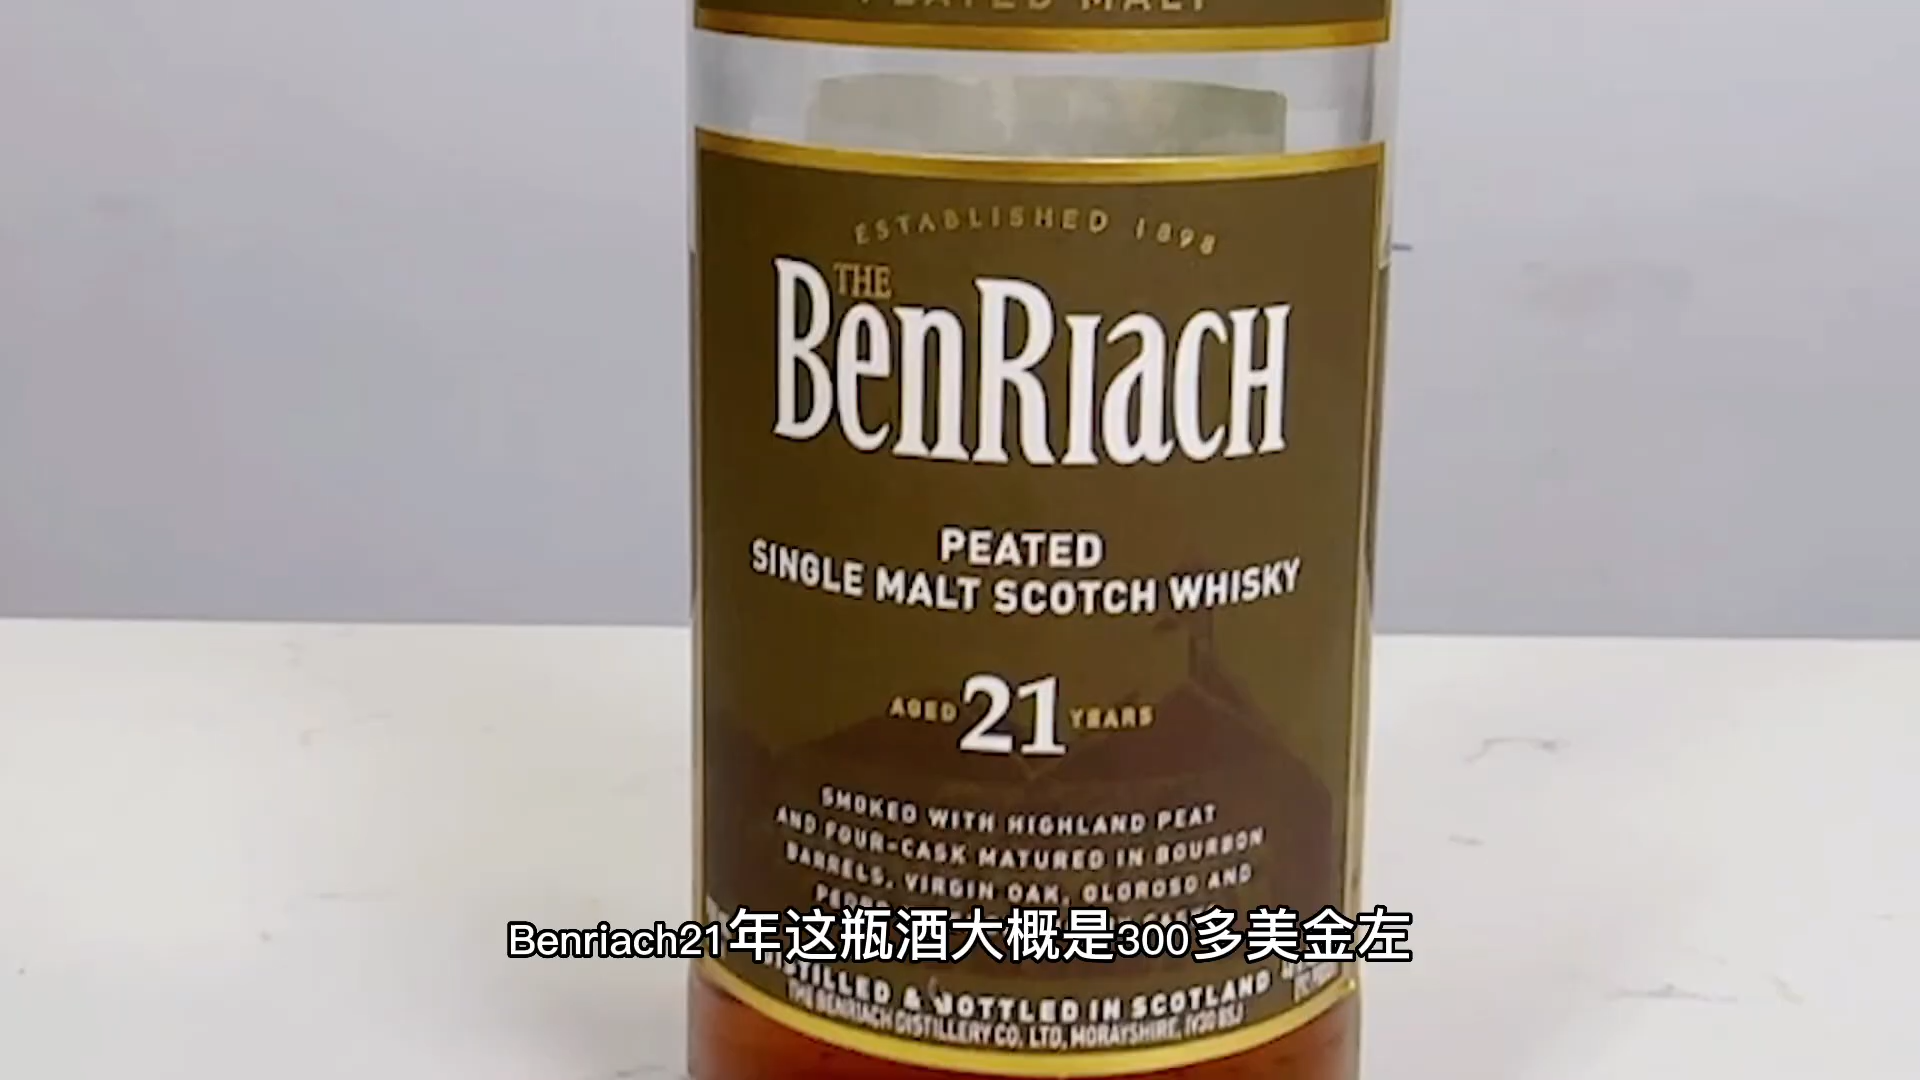 PEATED MALT
ESTABLISHED 1898
THE
BENRIACH
PEATED
SINGLE MALT SCOTCH WHISKY
AGED 21 YEARS
SMOKED WITH HIGHLAND PEAT
AND FOUR-CASK MATURED IN BOURBON
BARRELS, VIRGIN OAK, OLOROSO AND
Benriach21年这瓶酒大概是300多美金左
DISTILLED & BOTTLED IN SCOTLAND
THE BENRIACH DISTILLERY CO. LTD, MORAYSHIRE,